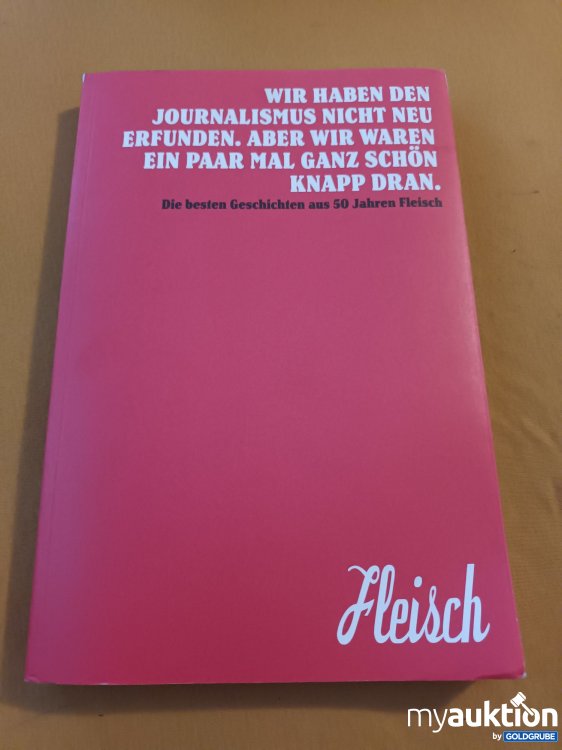 WIR HABEN DEN
JOURNALISMUS NICHT NEU
ERFUNDEN. ABER WIR WAREN
EIN PAAR MAL GANZ SCHÖN
KNAPP DRAN.
Die besten Geschichten aus 50 Jahren Fleisch
Fleisch
myauktion
by GOLDGRUBE